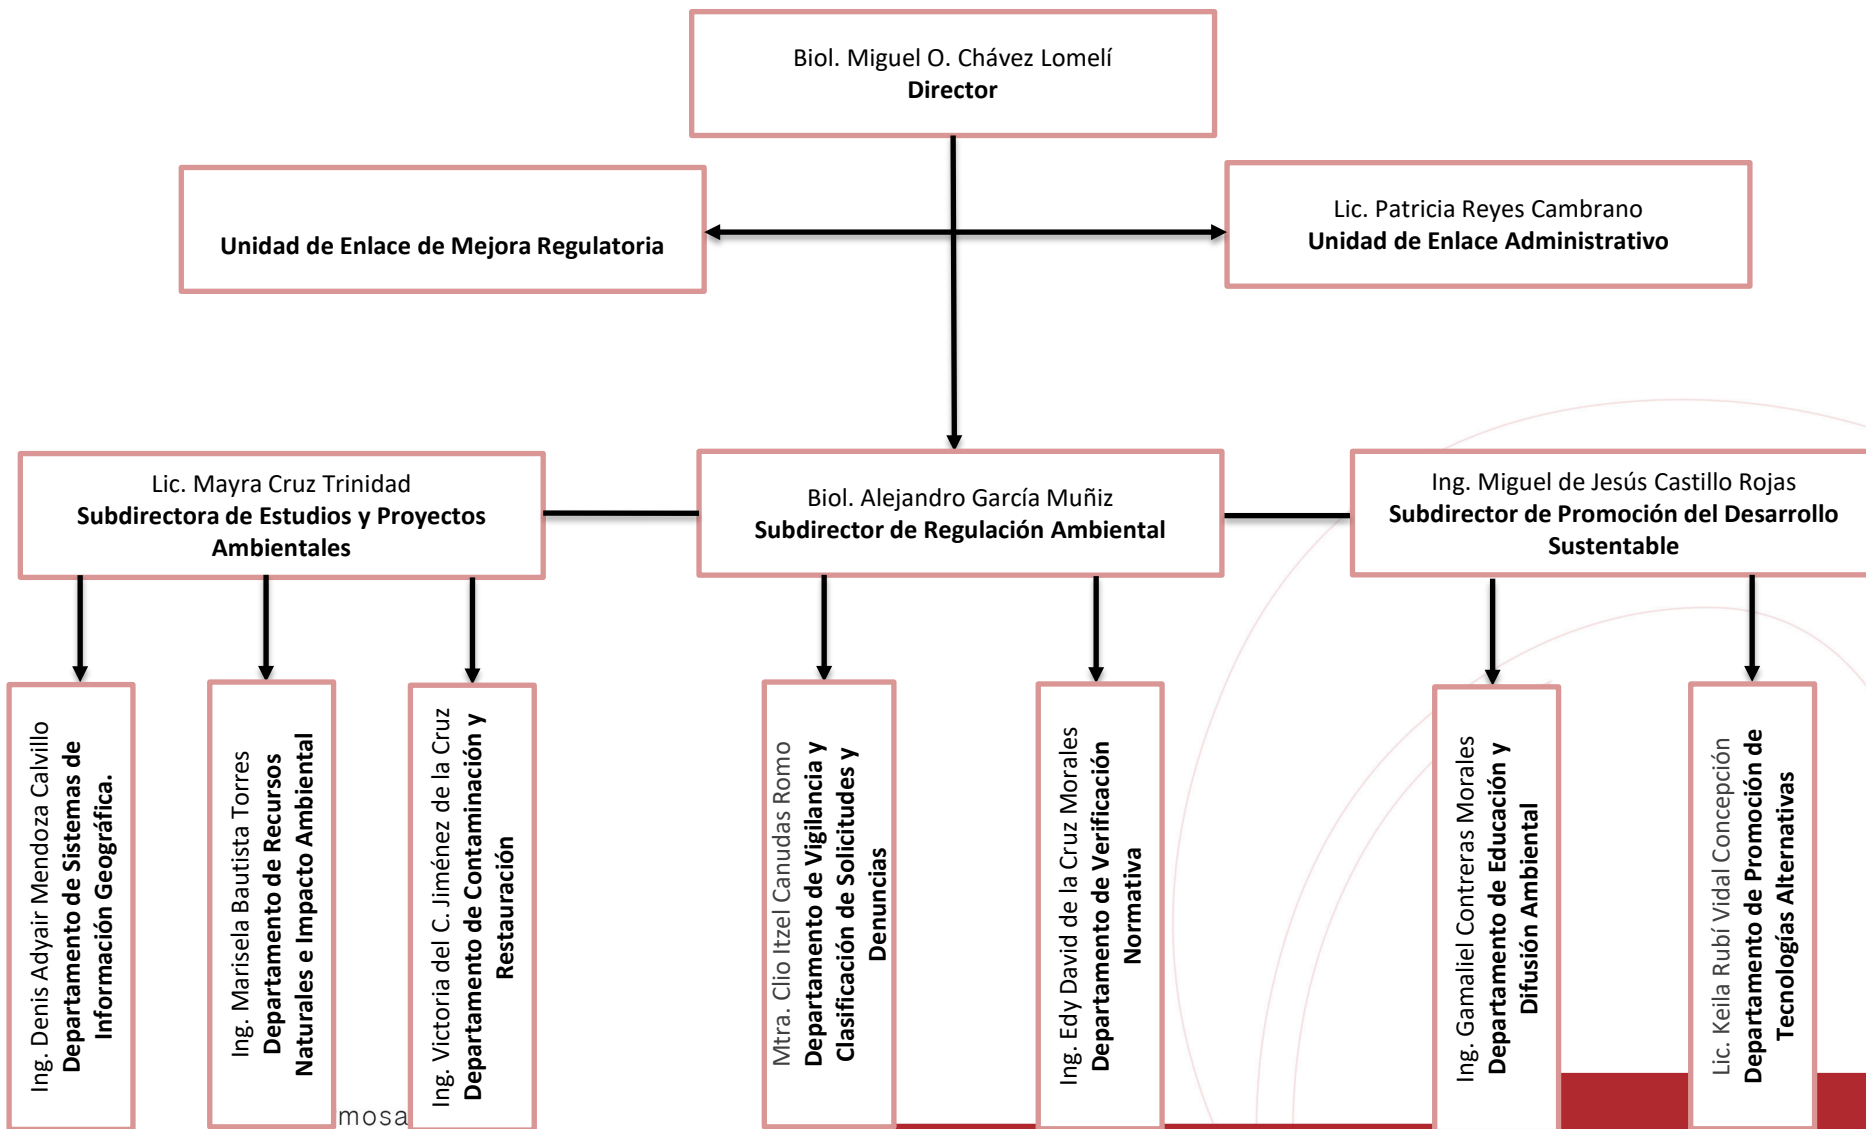 Biol. Miguel O. Chávez Lomelí
Director
Unidad de Enlace de Mejora Regulatoria
Lic. Patricia Reyes Cambrano
Unidad de Enlace Administrativo
Lic. Mayra Cruz Trinidad
Subdirectora de Estudios y Proyectos
Ambientales
Biol. Alejandro García Muñiz
Subdirector de Regulación Ambiental
Ing. Miguel de Jesús Castillo Rojas
Subdirector de Promoción del Desarrollo
Sustentable
Ing. Denis Adyair Mendoza Calvillo
Departamento de Sistemas de
Información Geográfica.
Ing. Marisela Bautista Torres
Departamento de Recursos
Naturales e Impacto Ambiental
Ing. Victoria del C. Jiménez de la Cruz
Departamento de Contaminación y
Restauración
Mtra. Clio Itzel Canudas Romo
Departamento de Vigilancia y
Clasificación de Solicitudes y
Denuncias
Ing. Edy David de la Cruz Morales
Departamento de Verificación
Normativa
Ing. Gamaliel Contreras Morales
Departamento de Educación y
Difusión Ambiental
Lic. Keila Rubí Vidal Concepción
Departamento de Promoción de
Tecnologías Alternativas
mosa